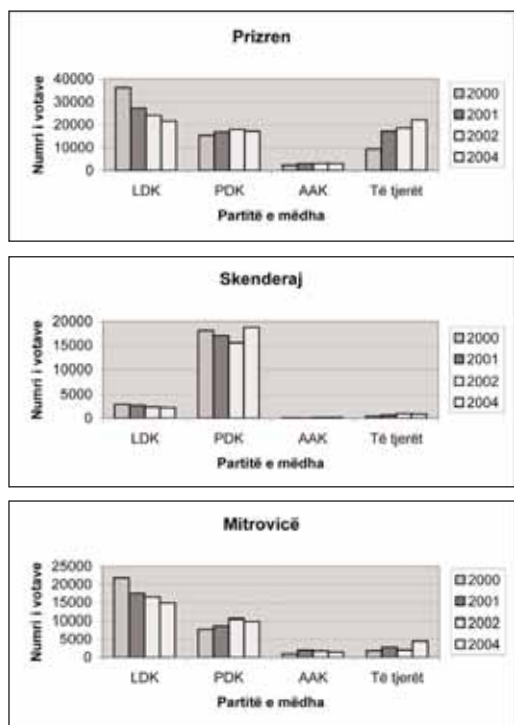 Prizren
Numri i votave
40000
30000
20000
10000
0
LDK PDK AAK Të tjerët
Partitë e mëdha
2000
2001
2002
2004
Skenderaj
Numri i votave
20000
15000
10000
5000
0
LDK PDK AAK Të tjerët
Partitë e mëdha
2000
2001
2002
2004
Mitrovicë
Numri i votave
25000
20000
15000
10000
5000
0
LDK PDK AAK Të tjerët
Partitë e mëdha
2000
2001
2002
2004